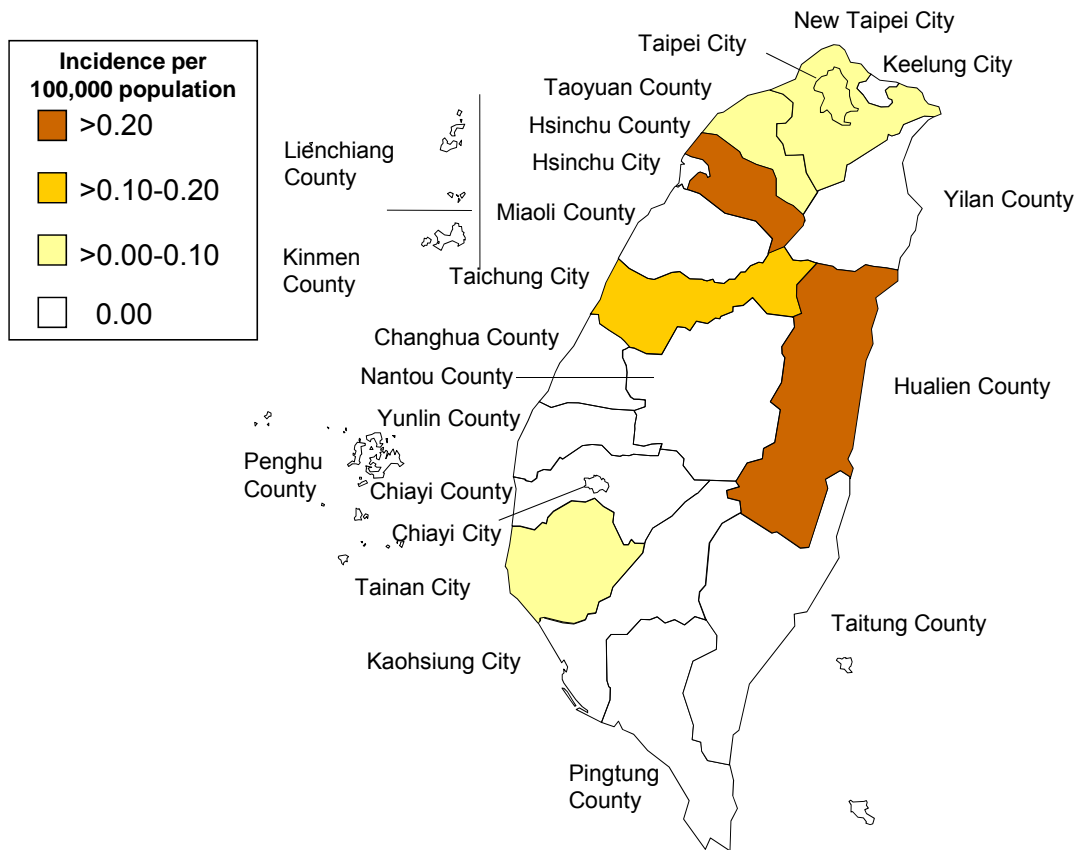 Incidence per
100,000 population
>0.20
>0.10-0.20
>0.00-0.10
0.00
New Taipei City
Taipei City
Keelung City
Taoyuan County
Hsinchu County
Hsinchu City
Lienchiang
County
Yilan County
Miaoli County
Kinmen
County
Taichung City
Changhua County
Nantou County
Hualien County
Yunlin County
Penghu
County
Chiayi County
Chiayi City
Tainan City
Taitung County
Kaohsiung City
Pingtung
County